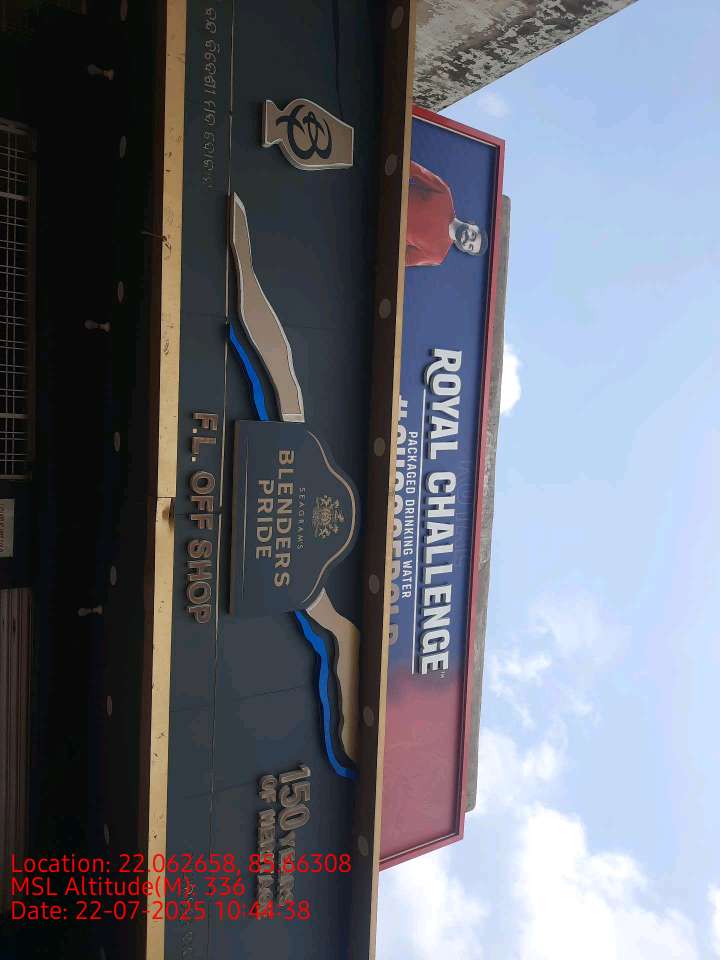 ROYAL CHALLENGE
PACKAGED DRINKING WATER
B
SEAGRAM'S
BLENDERS
PRIDE
150 YEARS
F.L. OFF SHOP
Location: 22.062658, 85.66308
MSL Altitude(M): 336
Date: 22-07-2025 10:44:38